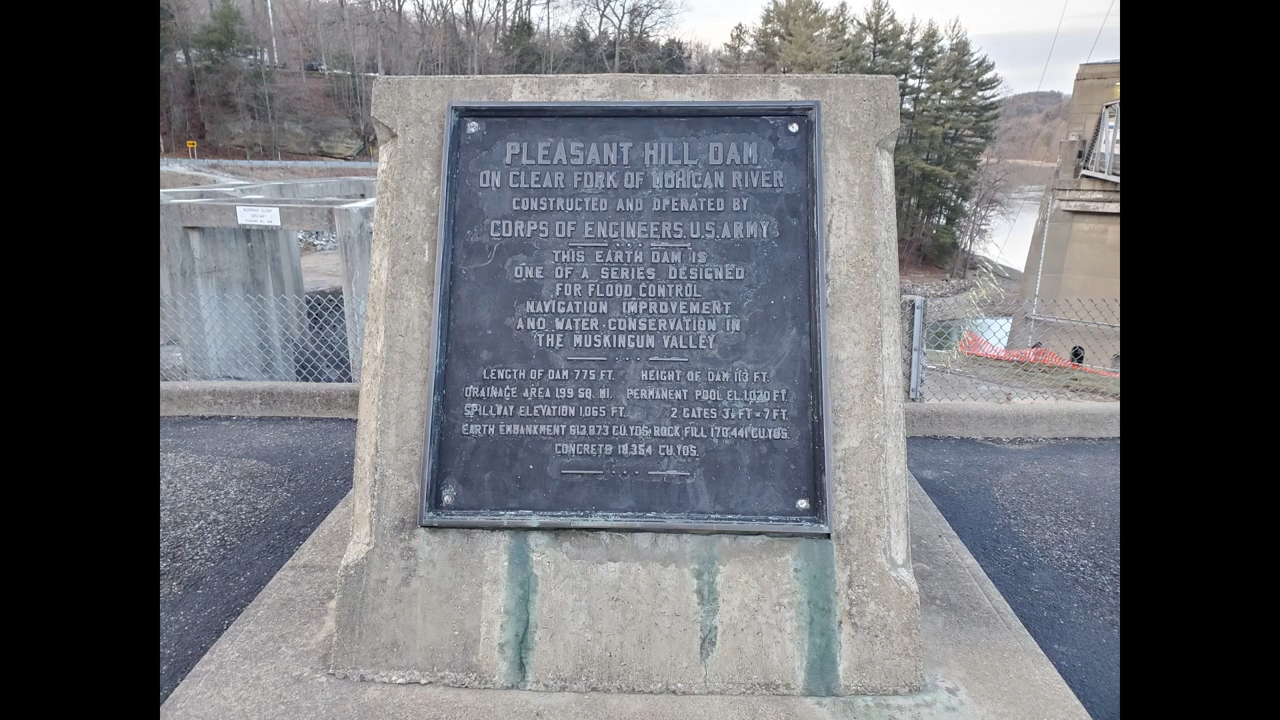 PLEASANT HILL DAM
ON CLEAR FORK OF MOHICAN RIVER
CONSTRUCTED AND OPERATED BY
CORPS OF ENGINEERS, U.S. ARMY
THIS EARTH DAM IS
ONE OF A SERIES DESIGNED
FOR FLOOD CONTROL
NAVIGATION IMPROVEMENT
AND WATER CONSERVATION IN
THE MUSKINGUM VALLEY
LENGTH OF DAM 775 FT. HEIGHT OF DAM 113 FT.
DRAINAGE AREA 199 SQ. MI. PERMANENT POOL EL. 1,020 FT.
SPILLWAY ELEVATION 1,065 FT. 2 GATES 3½ FT × 7 FT.
EARTH EMBANKMENT CU. YDS. ROCK FILL 170,441 CU. YDS.
CONCRETE 18,354 CU. YDS.